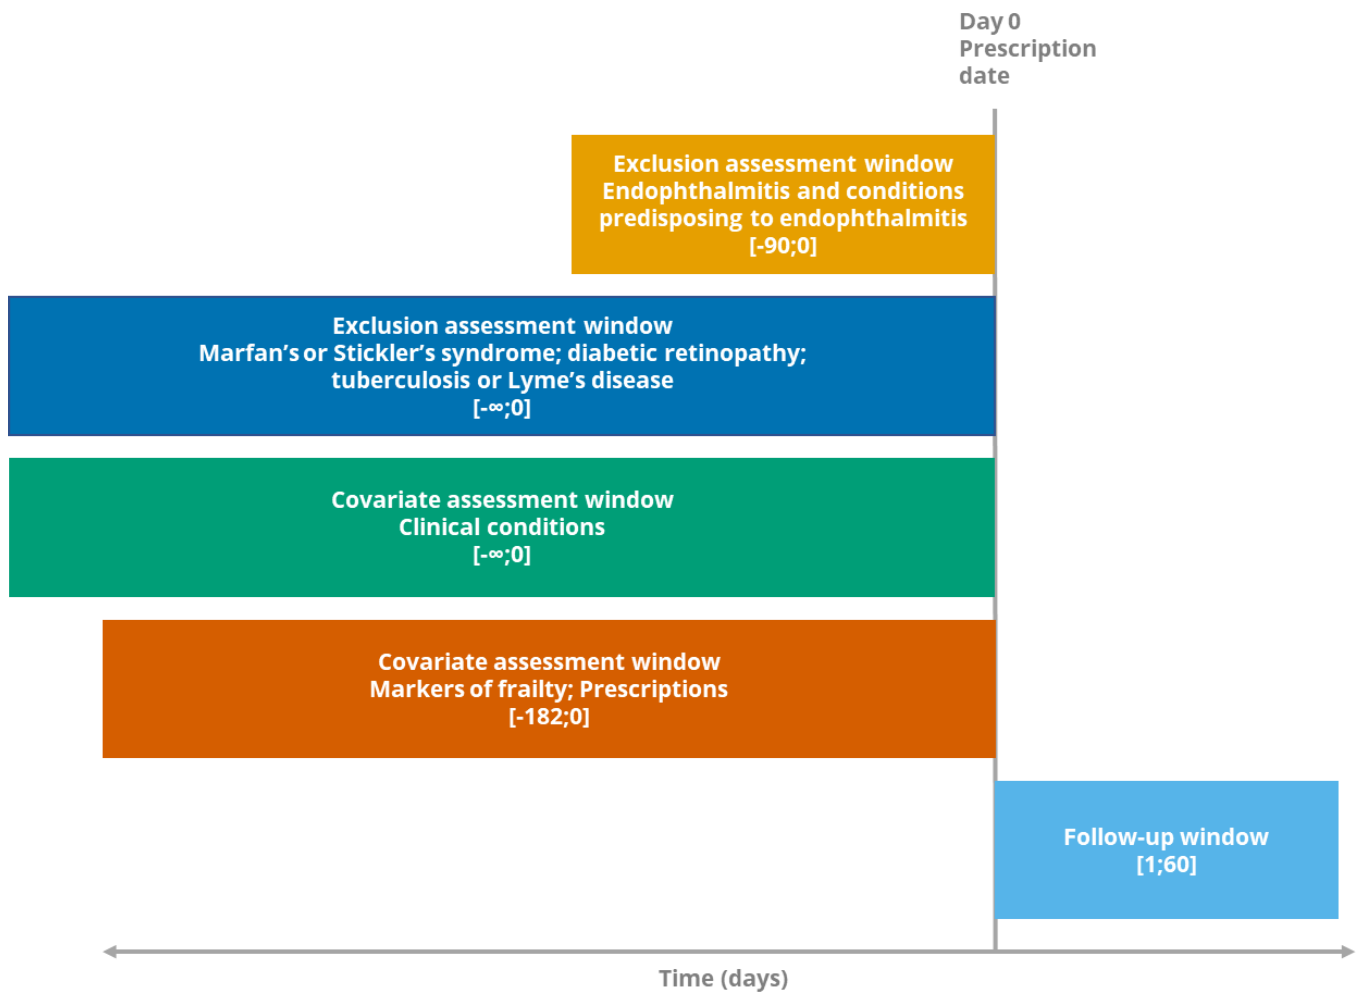 Day 0
Prescription
date
Exclusion assessment window
Endophthalmitis and conditions
predisposing to endophthalmitis
[-90;0]
Exclusion assessment window
Marfan’s or Stickler’s syndrome; diabetic retinopathy;
tuberculosis or Lyme’s disease
[-∞;0]
Covariate assessment window
Clinical conditions
[-∞;0]
Covariate assessment window
Markers of frailty; Prescriptions
[-182;0]
Follow-up window
[1;60]
Time (days)